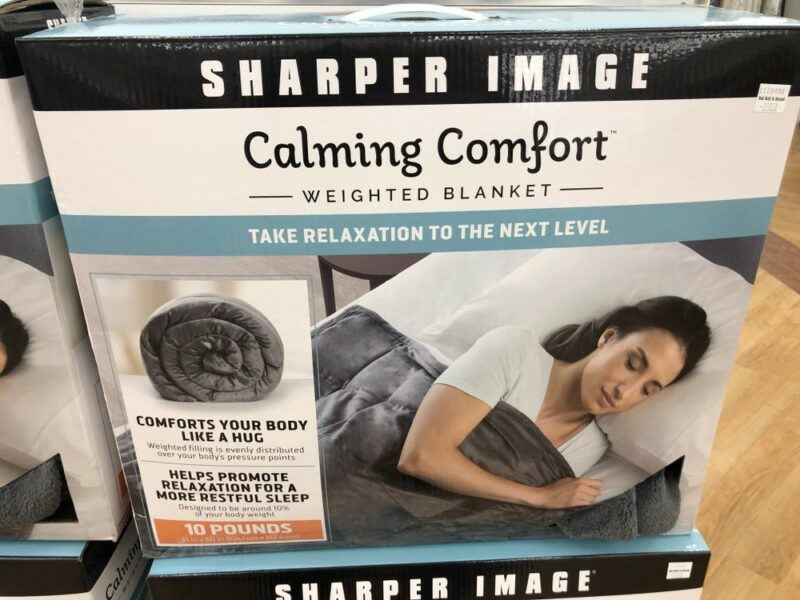 SHARPER IMAGE
Calming Comfort™
WEIGHTED BLANKET
TAKE RELAXATION TO THE NEXT LEVEL
COMFORTS YOUR BODY
LIKE A HUG
Weighted filling is evenly distributed
over your body's pressure points
HELPS PROMOTE
RELAXATION FOR A
MORE RESTFUL SLEEP
Designed to be around 10%
of your body weight
10 POUNDS
SHARPER IMAGE®
Calming